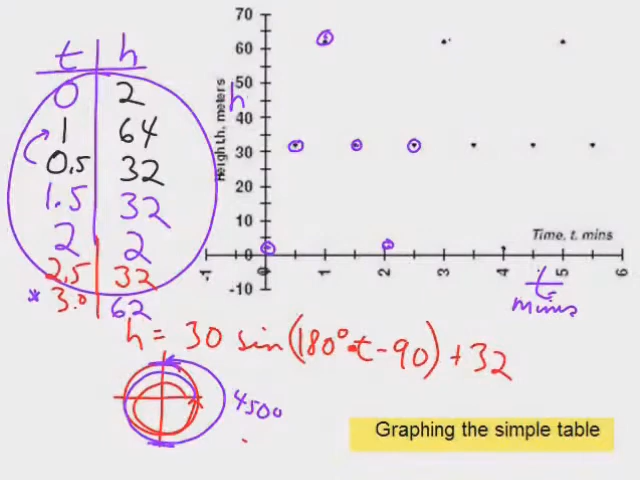 t h
0 2
1 64
0.5 32
1.5 32
2 2
2.5 32
* 3.0 62
70
60
50
40
30
20
10
0
-10
Height.h, meters
h
-1 0 1 2 3 4 5 6
Time, t. mins
t
mins
h = 30 sin(180°·t - 90) + 32
450°
Graphing the simple table